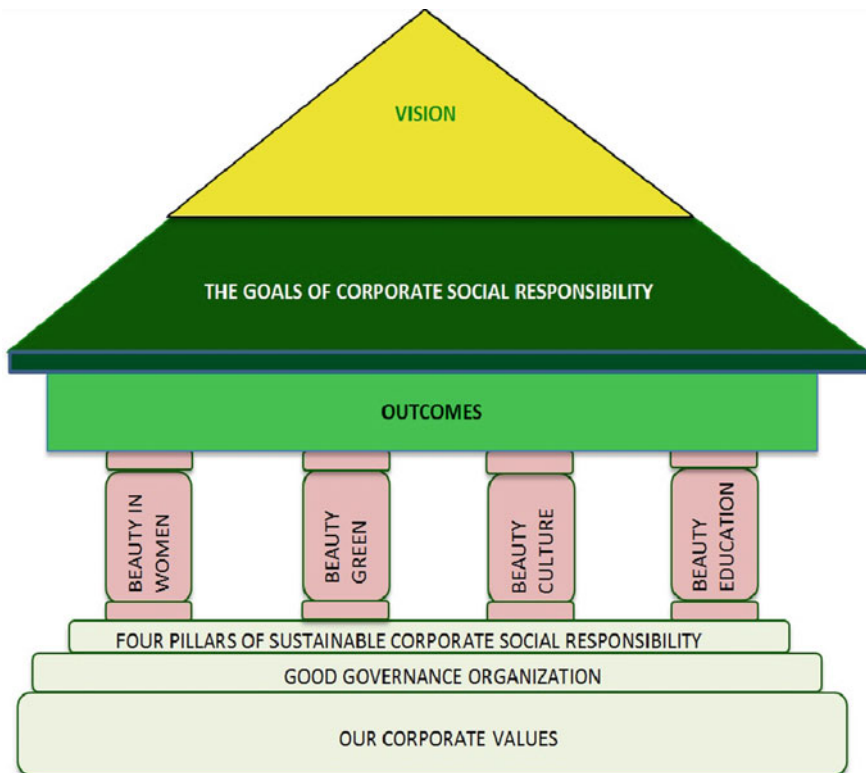 VISION
THE GOALS OF CORPORATE SOCIAL RESPONSIBILITY
OUTCOMES
BEAUTY IN
WOMEN
BEAUTY
GREEN
BEAUTY
CULTURE
BEAUTY
EDUCATION
FOUR PILLARS OF SUSTAINABLE CORPORATE SOCIAL RESPONSIBILITY
GOOD GOVERNANCE ORGANIZATION
OUR CORPORATE VALUES